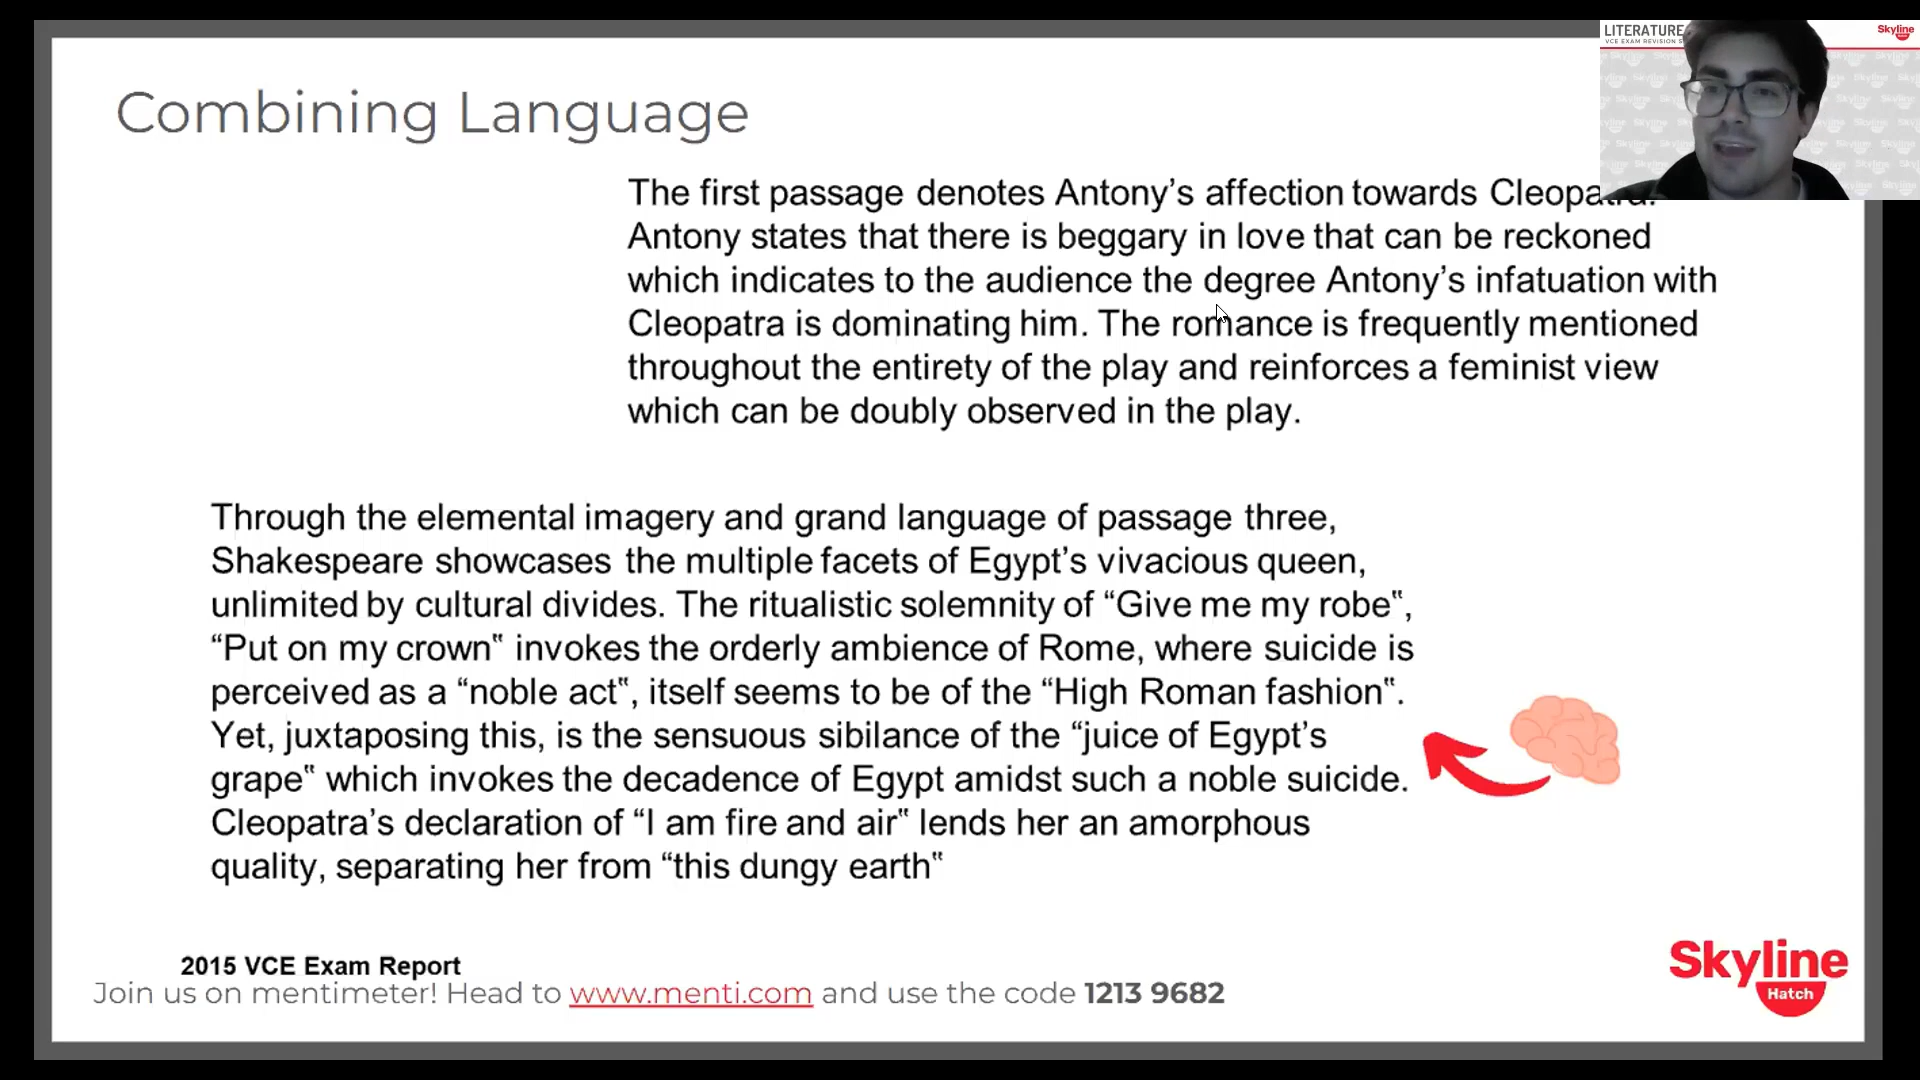 LITERATURE
Skyline
Combining Language
The first passage denotes Antony’s affection towards
Antony states that there is beggary in love that can be reckoned
which indicates to the audience the degree Antony’s infatuation with
Cleopatra is dominating him. The romance is frequently mentioned
throughout the entirety of the play and reinforces a feminist view
which can be doubly observed in the play.
Through the elemental imagery and grand language of passage three,
Shakespeare showcases the multiple facets of Egypt’s vivacious queen,
unlimited by cultural divides. The ritualistic solemnity of “Give me my robe‟,
“Put on my crown‟ invokes the orderly ambience of Rome, where suicide is
perceived as a “noble act‟, itself seems to be of the “High Roman fashion‟.
Yet, juxtaposing this, is the sensuous sibilance of the “juice of Egypt’s
grape‟ which invokes the decadence of Egypt amidst such a noble suicide.
Cleopatra’s declaration of “I am fire and air‟ lends her an amorphous
quality, separating her from “this dungy earth‟
2015 VCE Exam Report
Join us on mentimeter! Head to www.menti.com and use the code 1213 9682
Skyline
Hatch